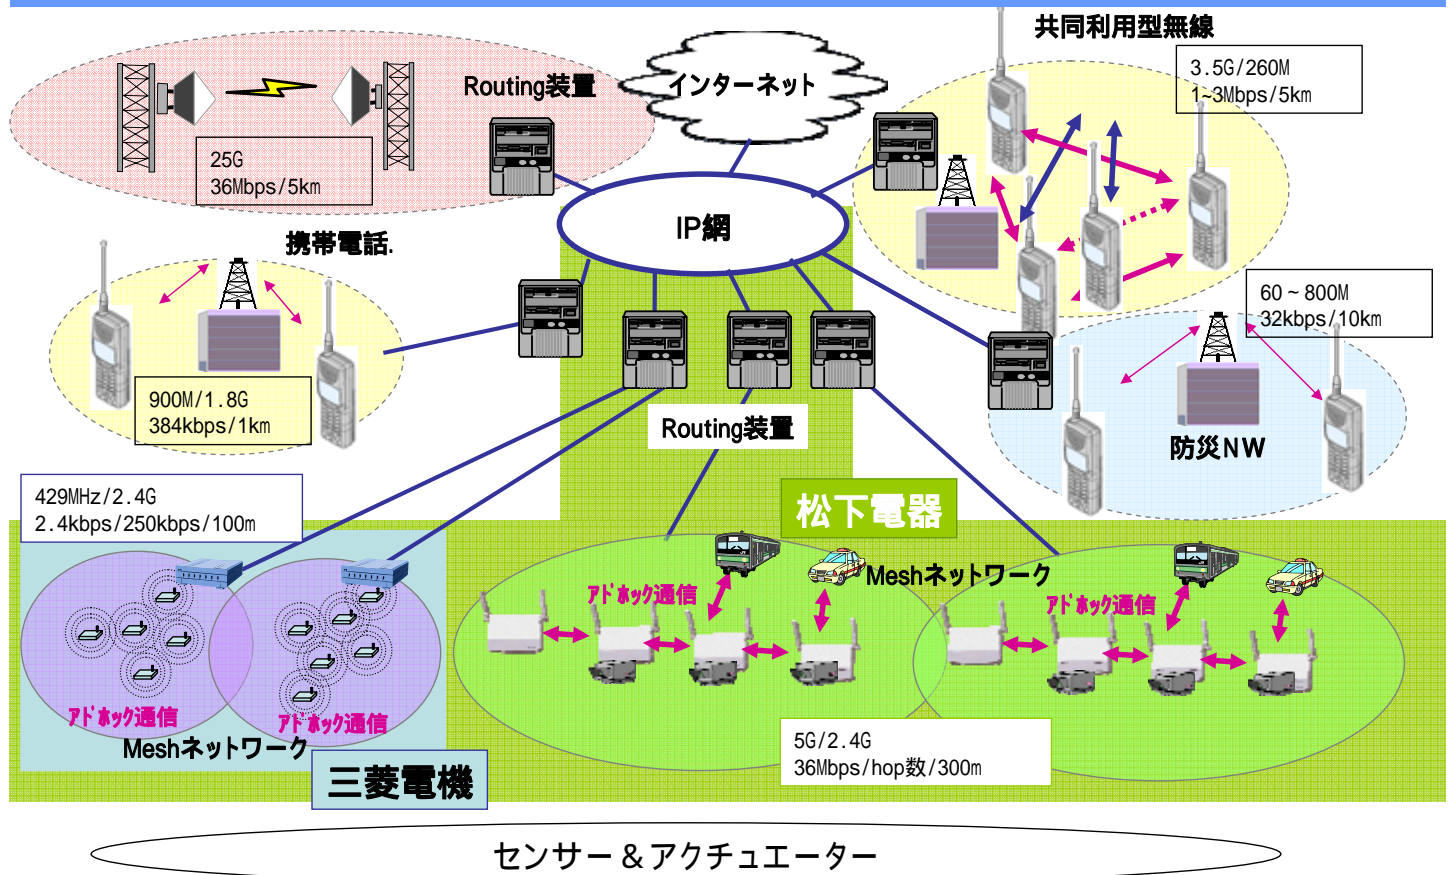 共同利用型無線
3.5G/260M
1~3Mbps/5km
Routing装置
インターネット
25G
36Mbps/5km
IP網
携帯電話.
60~800M
32kbps/10km
900M/1.8G
384kbps/1km
Routing装置
防災NW
429MHz/2.4G
2.4kbps/250kbps/100m
松下電器
Meshネットワーク
ｱﾄﾞﾎｯｸ通信
ｱﾄﾞﾎｯｸ通信
ｱﾄﾞﾎｯｸ通信
ｱﾄﾞﾎｯｸ通信
Meshネットワーク
5G/2.4G
36Mbps/hop数/300m
三菱電機
センサー＆アクチュエーター